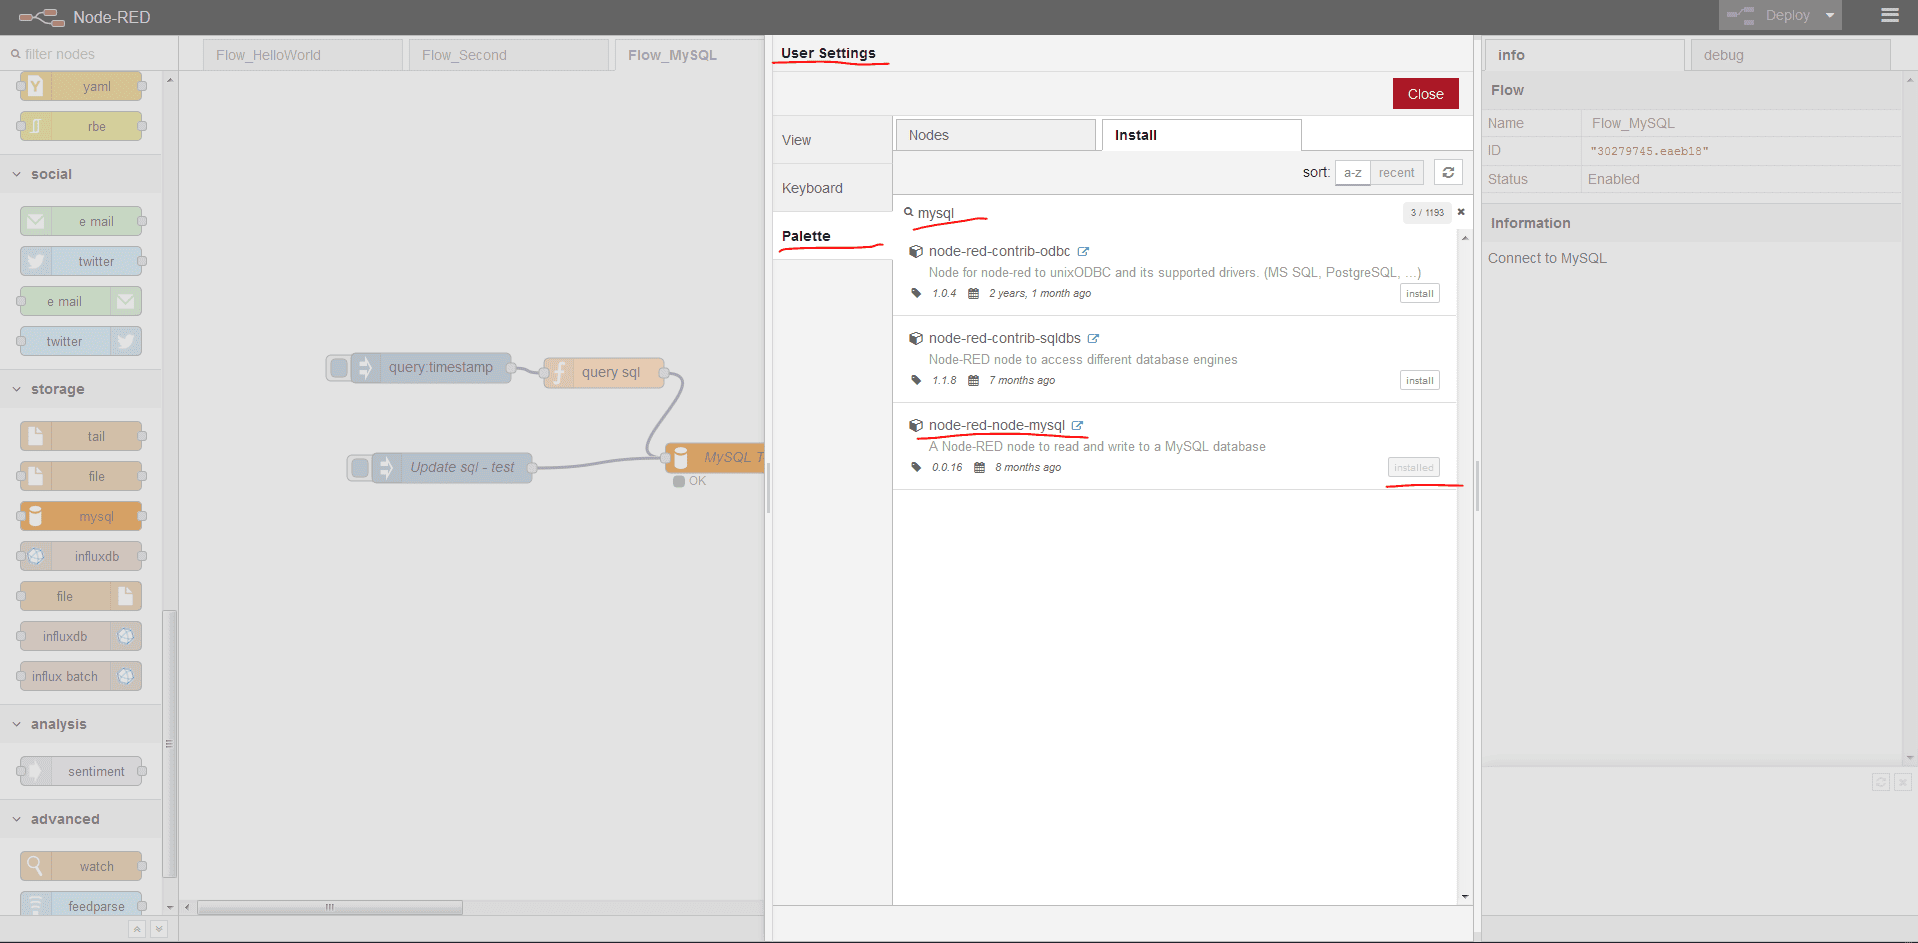 Node-RED
Deploy
filter nodes
Flow_HelloWorld
Flow_Second
Flow_MySQL
User Settings
info
debug
yaml
rbe
social
e mail
twitter
e mail
twitter
storage
tail
file
mysql
influxdb
file
influxdb
influx batch
analysis
sentiment
advanced
watch
feedparse
query:timestamp
query sql
Update sql - test
MySQL T
OK
Close
View
Keyboard
Palette
Nodes
Install
sort: a-z recent
mysql
3 / 1193
node-red-contrib-odbc
Node for node-red to unixODBC and its supported drivers. (MS SQL, PostgreSQL, ...)
1.0.4 2 years, 1 month ago
install
node-red-contrib-sqldbs
Node-RED node to access different database engines
1.1.8 7 months ago
install
node-red-node-mysql
A Node-RED node to read and write to a MySQL database
0.0.16 8 months ago
installed
Flow
Name Flow_MySQL
ID "30279745.eaeb18"
Status Enabled
Information
Connect to MySQL